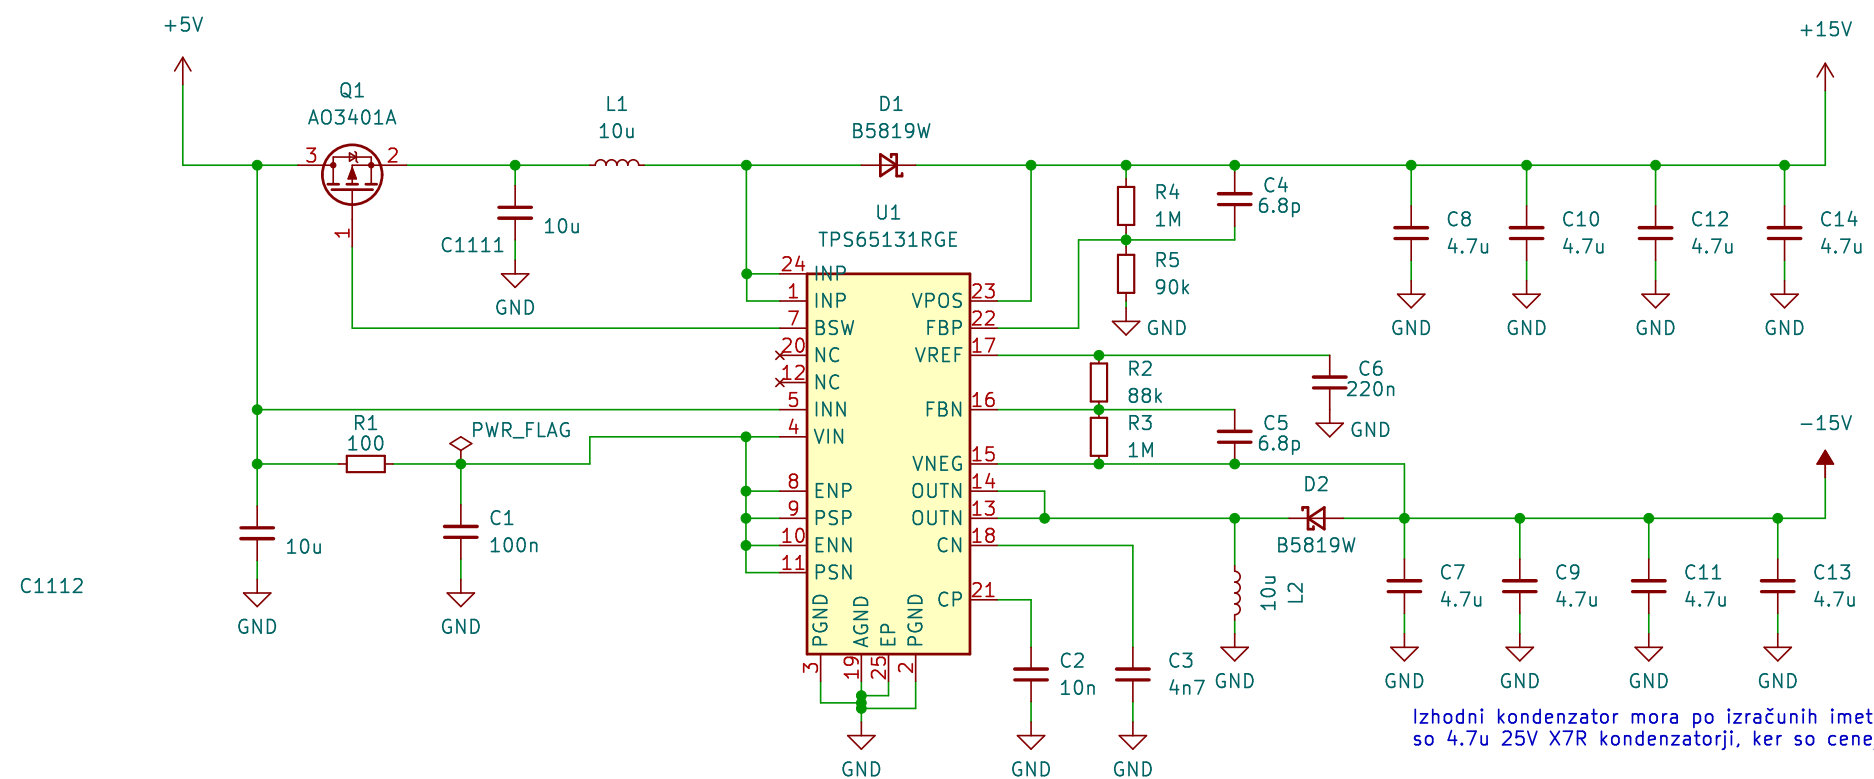 +5V
+15V
Q1
AO3401A
L1
10u
D1
B5819W
3
2
1
C1111
10u
GND
U1
TPS65131RGE
R4
1M
C4
6.8p
R5
90k
GND
C8
4.7u
GND
C10
4.7u
GND
C12
4.7u
GND
C14
4.7u
GND
24 INP
1 INP
7 BSW
20 NC
12 NC
5 INN
4 VIN
8 ENP
9 PSP
10 ENN
11 PSN
VPOS 23
FBP 22
VREF 17
FBN 16
VNEG 15
OUTN 14
OUTN 13
CN 18
CP 21
PGND 3
AGND 19
EP 25
PGND 2
GND
R2
88k
R3
1M
C6
220n
GND
C5
6.8p
R1
100
PWR_FLAG
C1
100n
GND
10u
C1112
GND
-15V
D2
B5819W
10u
L2
GND
C2
10n
GND
C3
4n7
GND
C7
4.7u
GND
C9
4.7u
GND
C11
4.7u
GND
C13
4.7u
GND
Izhodni kondenzator mora po izračunih imet
so 4.7u 25V X7R kondenzatorji, ker so cene